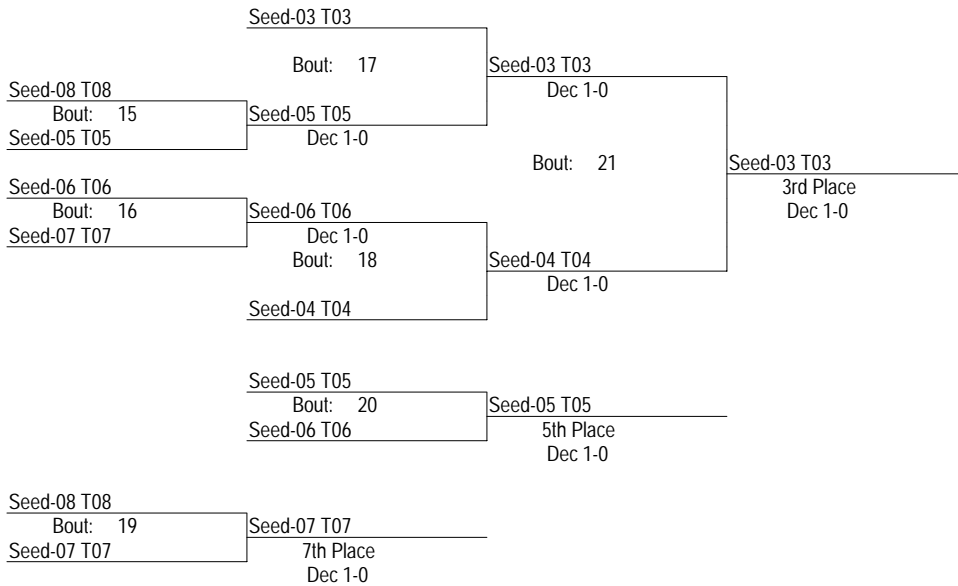 Seed-03 T03
Bout: 17
Seed-03 T03
Seed-08 T08
Dec 1-0
Bout: 15
Seed-05 T05
Seed-05 T05
Dec 1-0
Bout: 21
Seed-03 T03
Seed-06 T06
3rd Place
Bout: 16
Seed-06 T06
Dec 1-0
Seed-07 T07
Dec 1-0
Bout: 18
Seed-04 T04
Dec 1-0
Seed-04 T04
Seed-05 T05
Bout: 20
Seed-05 T05
Seed-06 T06
5th Place
Dec 1-0
Seed-08 T08
Bout: 19
Seed-07 T07
Seed-07 T07
7th Place
Dec 1-0